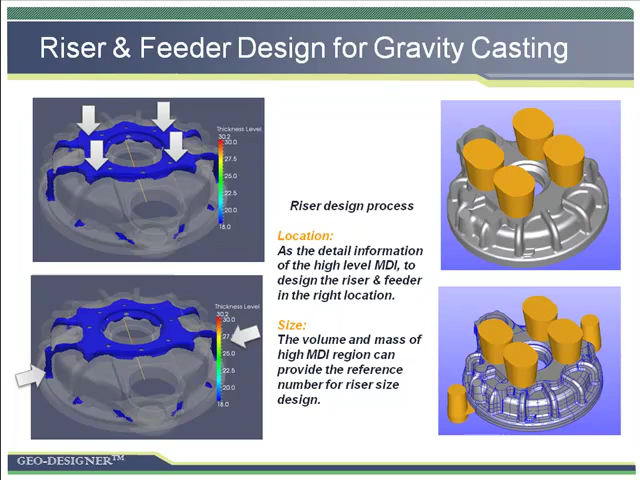 Riser & Feeder Design for Gravity Casting
Thickness Level
30.2
30.0
27.5
25.0
22.5
20.0
18.0
Riser design process
Location:
As the detail information
of the high level MDI, to
design the riser & feeder
in the right location.
Size:
The volume and mass of
high MDI region can
provide the reference
number for riser size
design.
Thickness Level
30.2
30.0
27.5
25.0
22.5
20.0
18.0
GEO-DESIGNER™